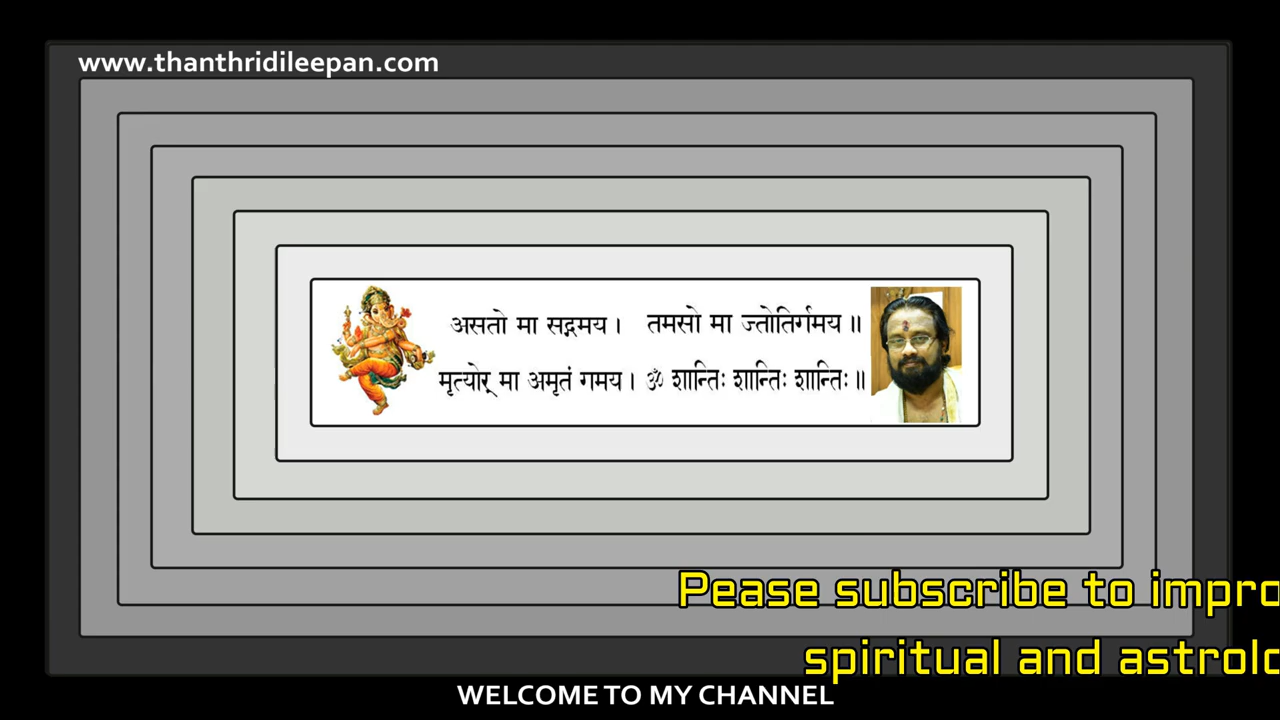 www.thanthridileepan.com
असतो मा सद्गमय। तमसो मा ज्तोतिर्गमय॥
मृत्योर् मा अमृतं गमय। ॐ शान्तिः शान्तिः शान्तिः॥
Pease subscribe to impro
spiritual and astrolo
WELCOME TO MY CHANNEL